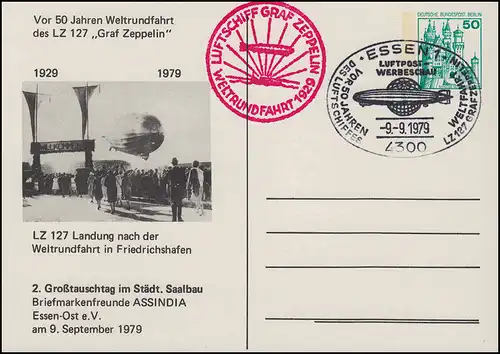 Vor 50 Jahren Weltrundfahrt
des LZ 127 „Graf Zeppelin“
1929 1979
LZ 127 Landung nach der
Weltrundfahrt in Friedrichshafen
2. Großtauschtag im Städt. Saalbau
Briefmarkenfreunde ASSINDIA
Essen-Ost e.V.
am 9. September 1979
LUFTSCHIFF GRAF ZEPPELIN
WELTRUNDFAHRT 1929
DEUTSCHE BUNDESPOST BERLIN
50
ESSEN 1
LUFTPOST
WERBESCHAU
VOR 50 JAHREN
DES LUFTSCHIFFES
WELTFAHRT
LZ 127 GRAF
-9.-9.1979
4300